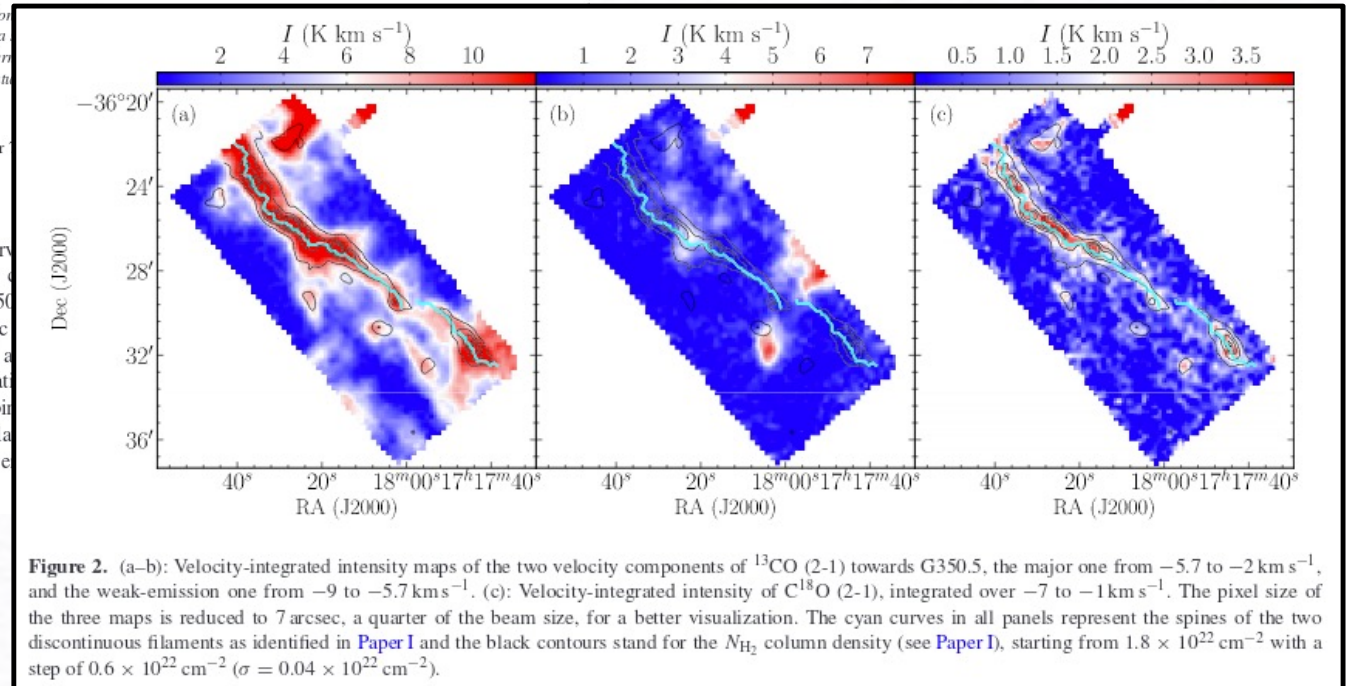 I (K km s⁻¹) I (K km s⁻¹) I (K km s⁻¹)
2 4 6 8 10 1 2 3 4 5 6 7 0.5 1.0 1.5 2.0 2.5 3.0 3.5
(a) (b) (c)
−36°20′
24′
28′
32′
36′
Dec (J2000)
40ˢ 20ˢ 18ᵐ00ˢ17ʰ17ᵐ40ˢ 40ˢ 20ˢ 18ᵐ00ˢ17ʰ17ᵐ40ˢ 40ˢ 20ˢ 18ᵐ00ˢ17ʰ17ᵐ40ˢ
RA (J2000) RA (J2000) RA (J2000)
Figure 2. (a–b): Velocity-integrated intensity maps of the two velocity components of ¹³CO (2-1) towards G350.5, the major one from −5.7 to −2 km s⁻¹,
and the weak-emission one from −9 to −5.7 km s⁻¹. (c): Velocity-integrated intensity of C¹⁸O (2-1), integrated over −7 to −1 km s⁻¹. The pixel size of
the three maps is reduced to 7 arcsec, a quarter of the beam size, for a better visualization. The cyan curves in all panels represent the spines of the two
discontinuous filaments as identified in Paper I and the black contours stand for the N_H₂ column density (see Paper I), starting from 1.8 × 10²² cm⁻² with a
step of 0.6 × 10²² cm⁻² (σ = 0.04 × 10²² cm⁻²).